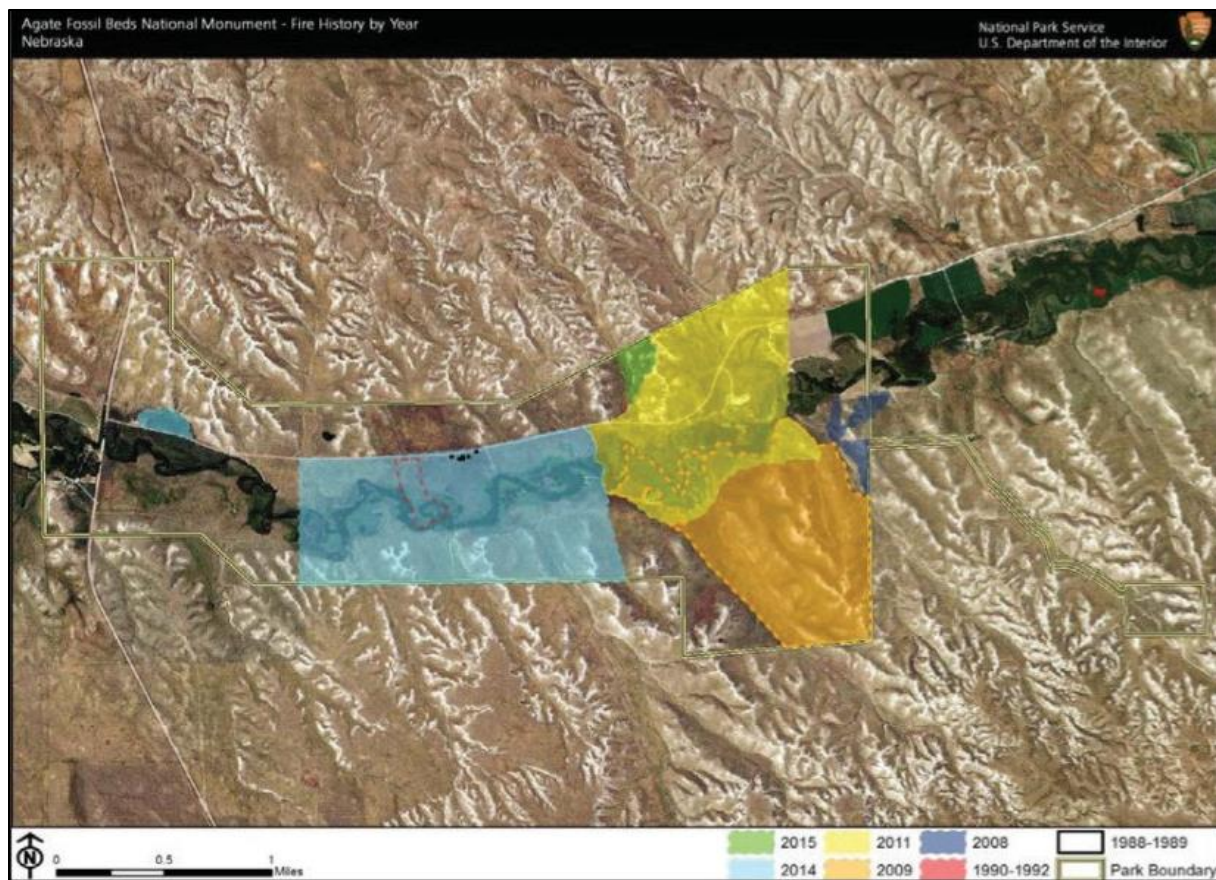 Agate Fossil Beds National Monument - Fire History by Year
Nebraska
National Park Service
U.S. Department of the Interior
N
0 0.5 1
Miles
2015 2011 2008 1988-1989
2014 2009 1990-1992 Park Boundary